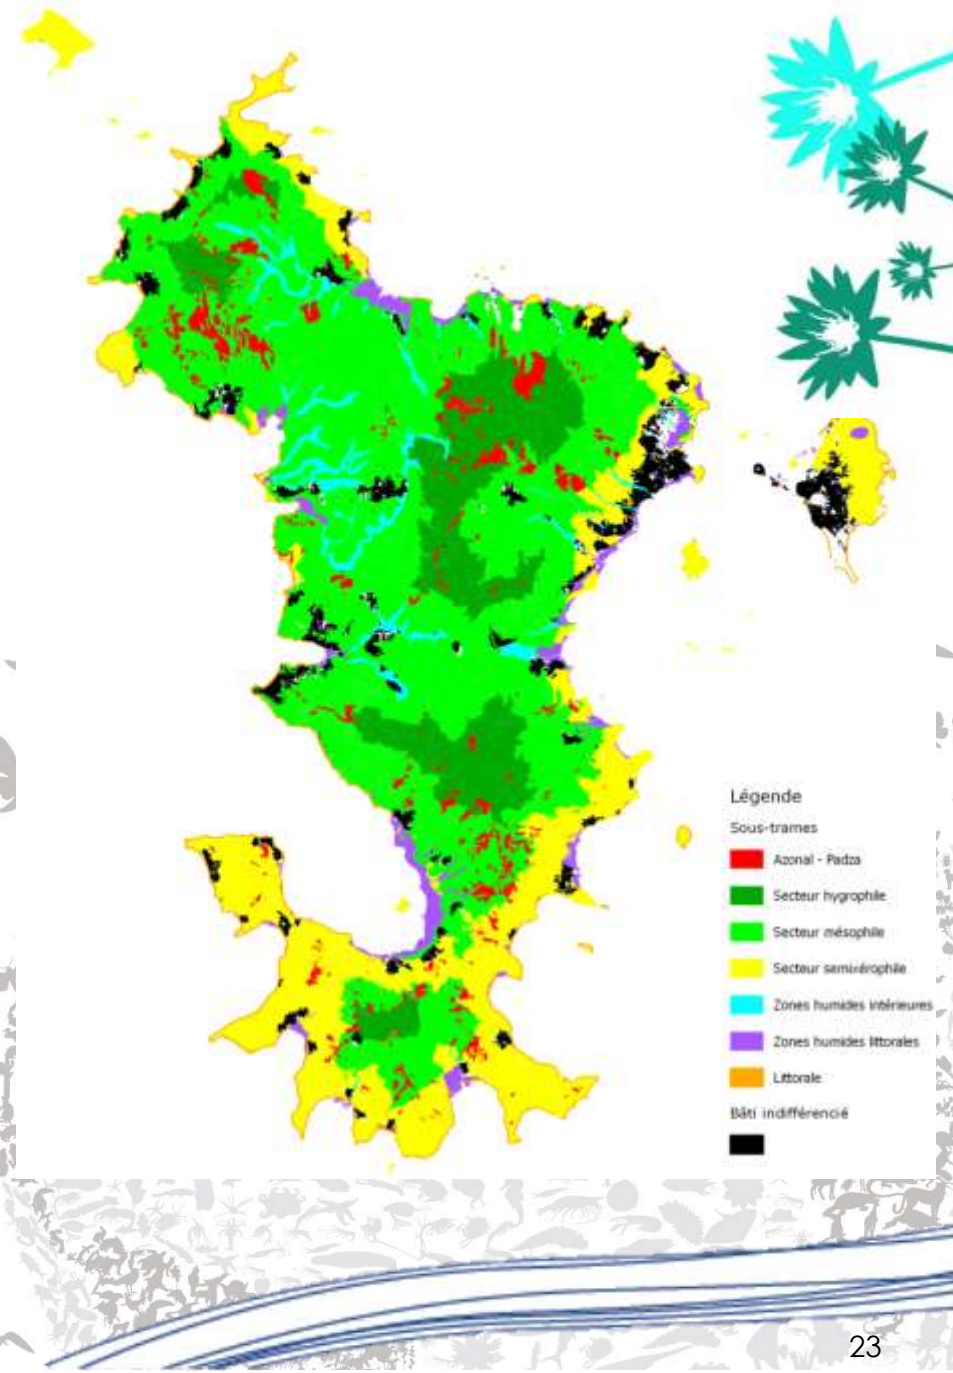 Légende
Sous-trames
Azonal - Padza
Secteur hygrophile
Secteur mésophile
Secteur semixérophile
Zones humides intérieures
Zones humides littorales
Littorale
Bâti indifférencié
23